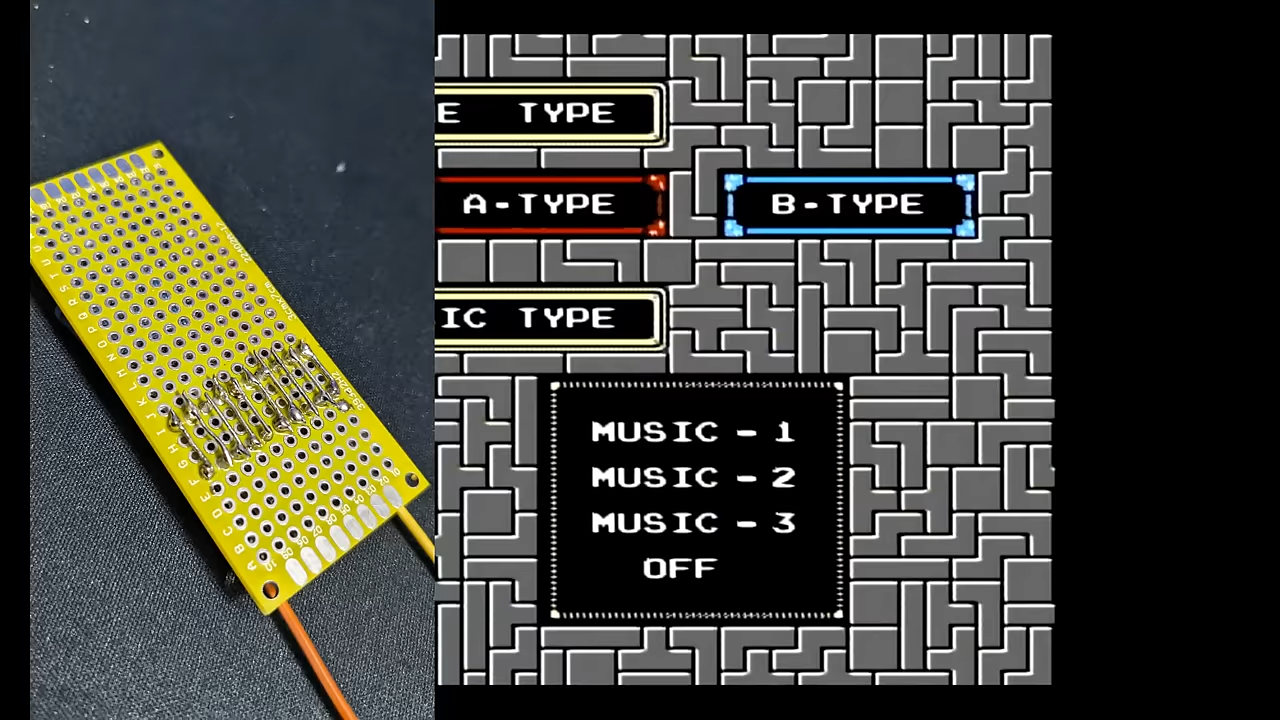 E TYPE
A-TYPE
B-TYPE
IC TYPE
MUSIC - 1
MUSIC - 2
MUSIC - 3
OFF